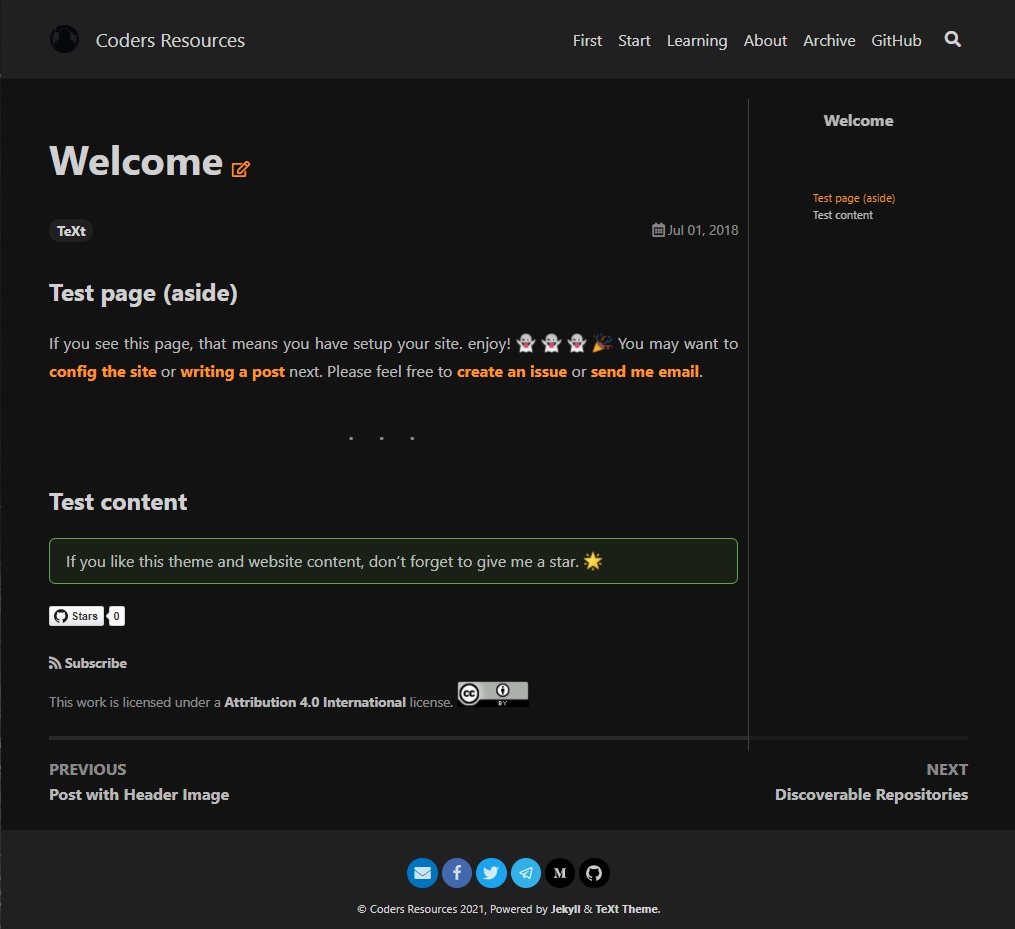 Coders Resources
First Start Learning About Archive GitHub
Welcome
TeXt
Jul 01, 2018
Test page (aside)
If you see this page, that means you have setup your site. enjoy! 👻 👻 👻 🎉 You may want to
config the site or writing a post next. Please feel free to create an issue or send me email.
. . .
Test content
If you like this theme and website content, don’t forget to give me a star. 🌟
Stars 0
Subscribe
This work is licensed under a Attribution 4.0 International license. cc BY
Welcome
Test page (aside)
Test content
PREVIOUS
Post with Header Image
NEXT
Discoverable Repositories
M
© Coders Resources 2021, Powered by Jekyll & TeXt Theme.